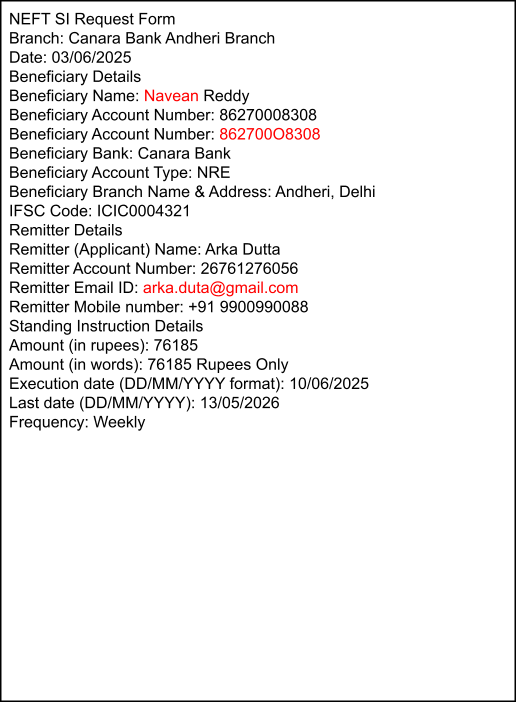 NEFT SI Request Form
Branch: Canara Bank Andheri Branch
Date: 03/06/2025
Beneficiary Details
Beneficiary Name: Navean Reddy
Beneficiary Account Number: 86270008308
Beneficiary Account Number: 862700O8308
Beneficiary Bank: Canara Bank
Beneficiary Account Type: NRE
Beneficiary Branch Name & Address: Andheri, Delhi
IFSC Code: ICIC0004321
Remitter Details
Remitter (Applicant) Name: Arka Dutta
Remitter Account Number: 26761276056
Remitter Email ID: arka.duta@gmail.com
Remitter Mobile number: +91 9900990088
Standing Instruction Details
Amount (in rupees): 76185
Amount (in words): 76185 Rupees Only
Execution date (DD/MM/YYYY format): 10/06/2025
Last date (DD/MM/YYYY): 13/05/2026
Frequency: Weekly